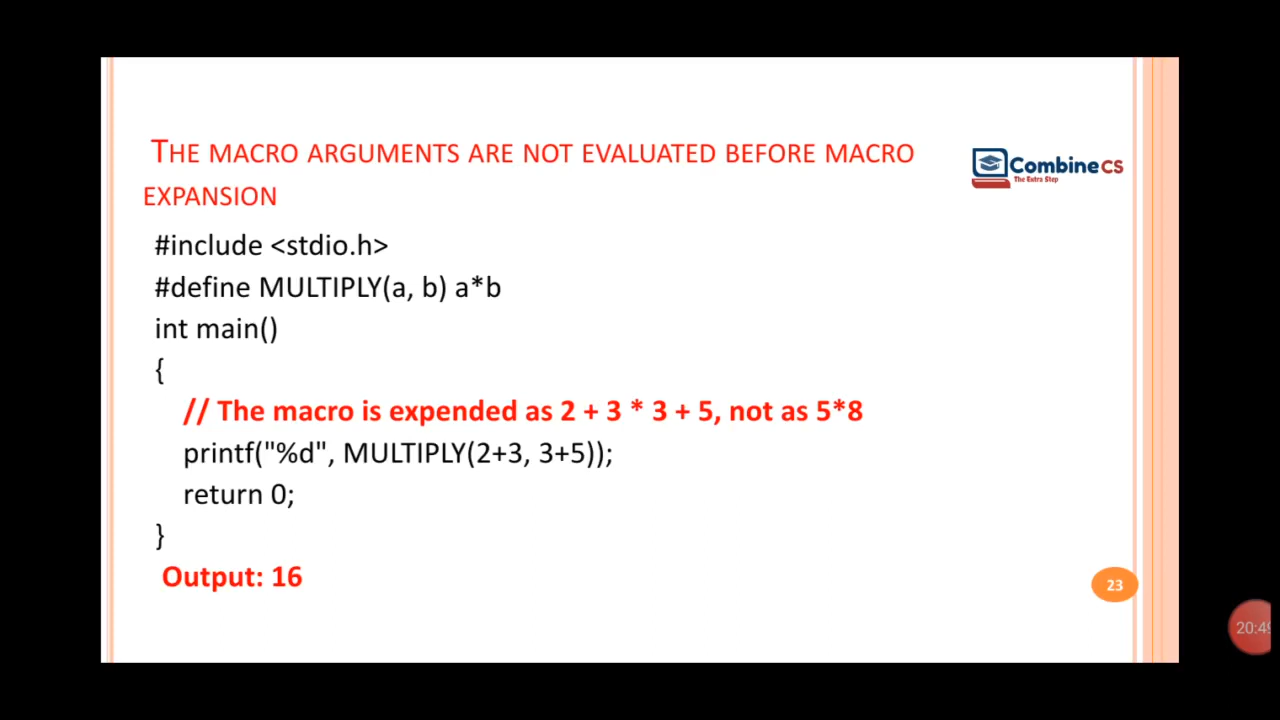 THE MACRO ARGUMENTS ARE NOT EVALUATED BEFORE MACRO
EXPANSION
Combine CS
The Extra Step
#include <stdio.h>
#define MULTIPLY(a, b) a*b
int main()
{
// The macro is expended as 2 + 3 * 3 + 5, not as 5*8
printf("%d", MULTIPLY(2+3, 3+5));
return 0;
}
Output: 16
23
20:49